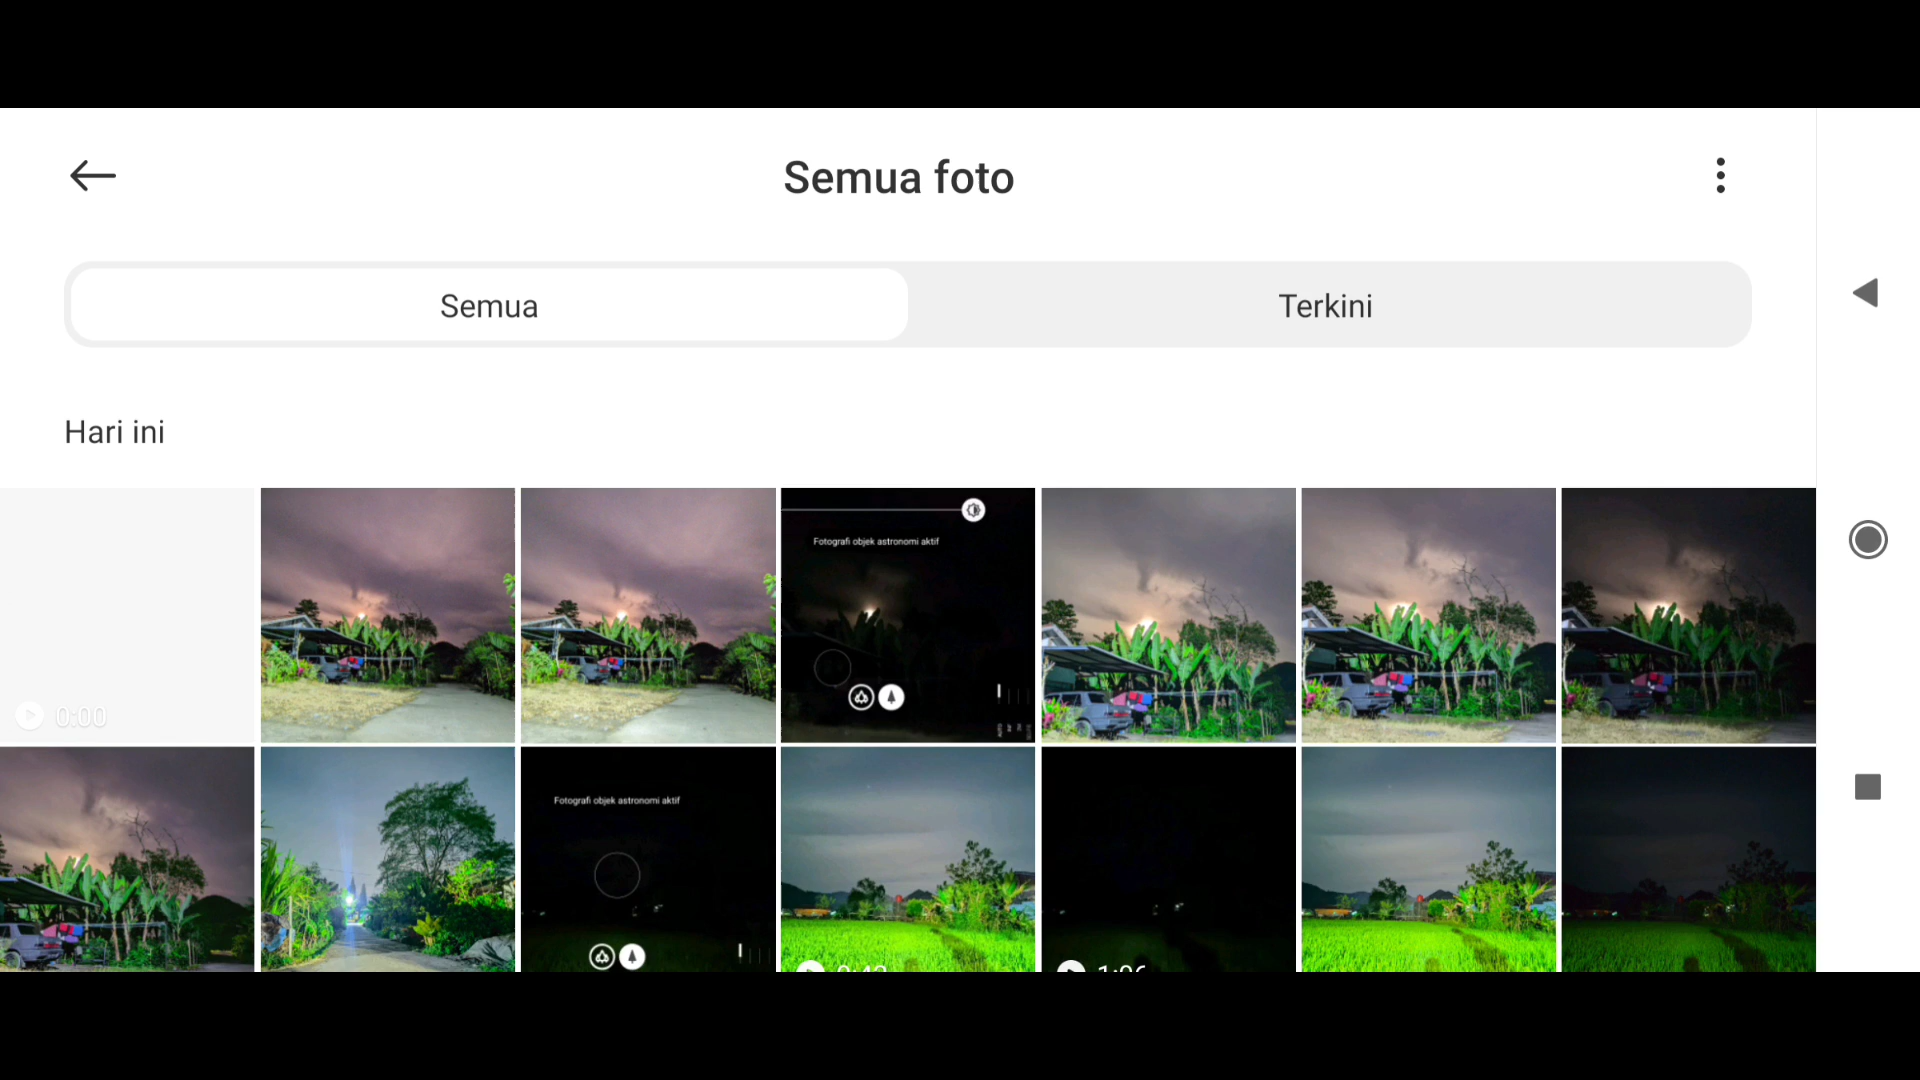 Semua foto
Semua
Terkini
Hari ini
Fotografi objek astronomi aktif
0:00
Fotografi objek astronomi aktif